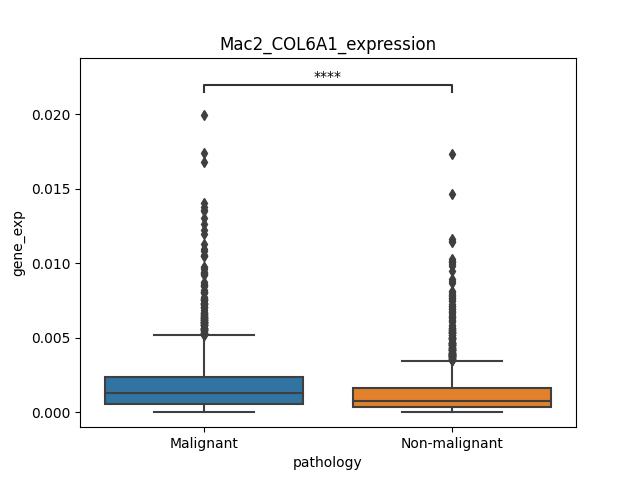 Mac2_COL6A1_expression
****
0.020
0.015
0.010
0.005
0.000
gene_exp
Malignant
Non-malignant
pathology